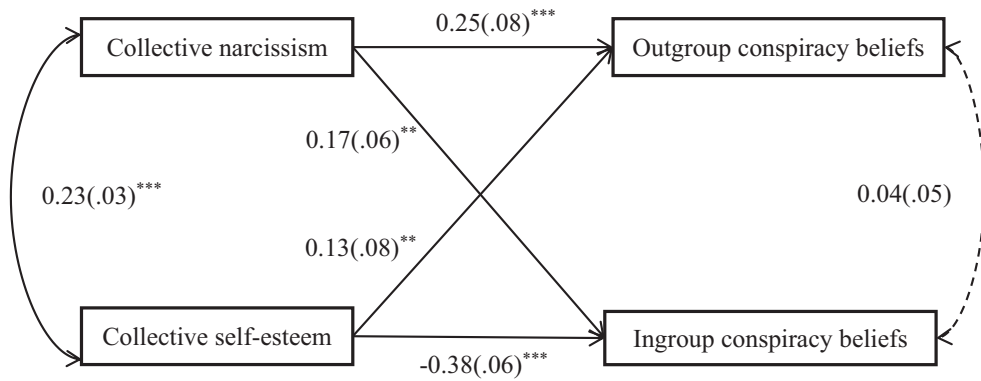 0.25(.08)***
Collective narcissism
Outgroup conspiracy beliefs
0.17(.06)**
0.23(.03)***
0.04(.05)
0.13(.08)**
Collective self-esteem
Ingroup conspiracy beliefs
-0.38(.06)***